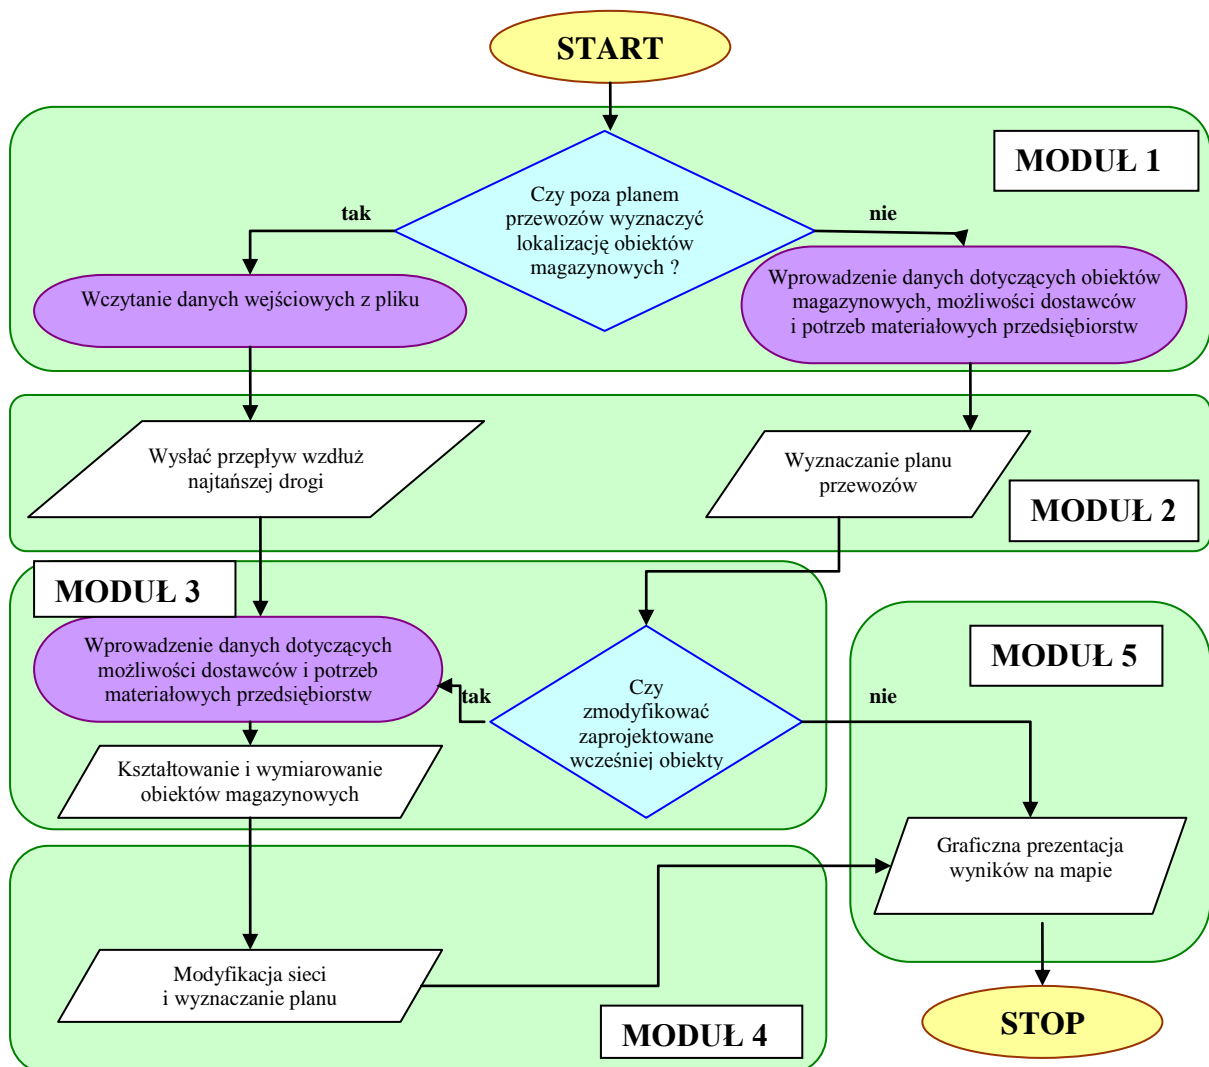 START
MODUŁ 1
Czy poza planem
przewozów wyznaczyć
lokalizację obiektów
magazynowych ?
tak
nie
Wczytanie danych wejściowych z pliku
Wprowadzenie danych dotyczących obiektów
magazynowych, możliwości dostawców
i potrzeb materiałowych przedsiębiorstw
Wysłać przepływ wzdłuż
najtańszej drogi
Wyznaczanie planu
przewozów
MODUŁ 2
MODUŁ 3
Wprowadzenie danych dotyczących
możliwości dostawców i potrzeb
materiałowych przedsiębiorstw
tak
Czy
zmodyfikować
zaprojektowane
wcześniej obiekty
nie
MODUŁ 5
Kształtowanie i wymiarowanie
obiektów magazynowych
Graficzna prezentacja
wyników na mapie
Modyfikacja sieci
i wyznaczanie planu
MODUŁ 4
STOP